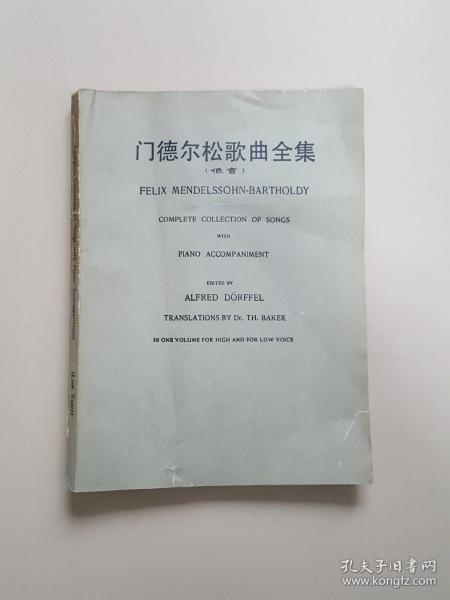 门德尔松歌曲全集
(低音)
FELIX MENDELSSOHN-BARTHOLDY
COMPLETE COLLECTION OF SONGS
WITH
PIANO ACCOMPANIMENT
EDITED BY
ALFRED DÖRFFEL
TRANSLATIONS BY Dr. TH. BAKER
IN ONE VOLUME FOR HIGH AND FOR LOW VOICE
(Low Voice)
孔夫子旧书网
www.kongfz.com